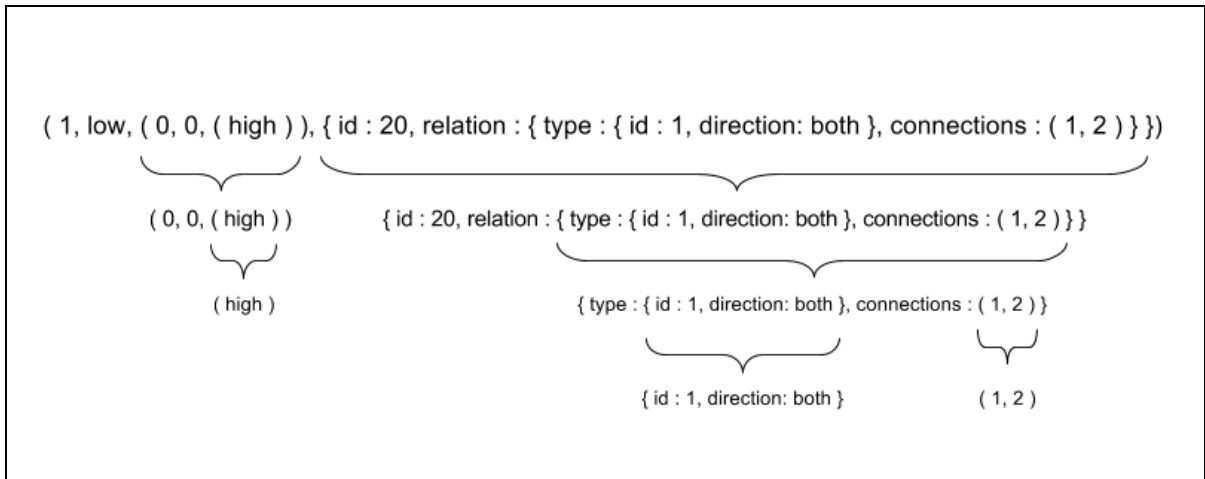 ( 1, low, ( 0, 0, ( high ) ), { id : 20, relation : { type : { id : 1, direction: both }, connections : ( 1, 2 ) } })
( 0, 0, ( high ) ) { id : 20, relation : { type : { id : 1, direction: both }, connections : ( 1, 2 ) } }
( high ) { type : { id : 1, direction: both }, connections : ( 1, 2 ) }
{ id : 1, direction: both } ( 1, 2 )